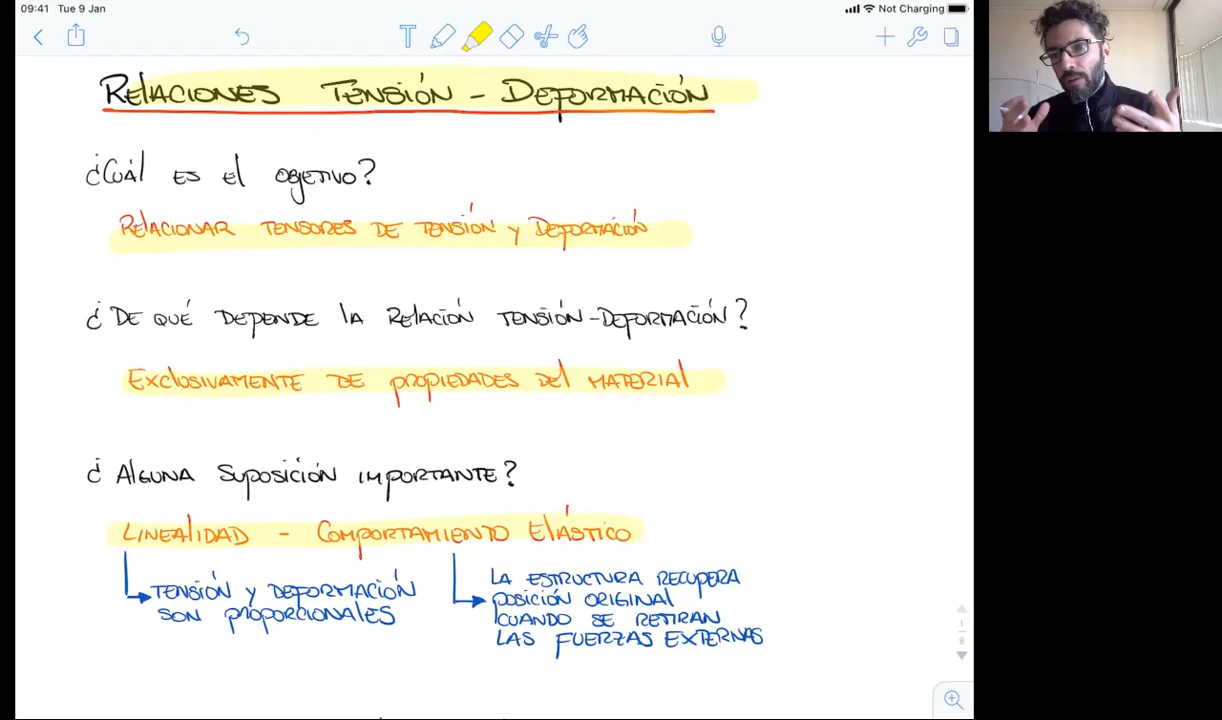 09:41 Tue 9 Jan
Not Charging
T
RELACIONES TENSIÓN - DEFORMACIÓN
¿CUÁL ES EL OBJETIVO?
RELACIONAR TENSORES DE TENSIÓN Y DEFORMACIÓN
¿DE QUÉ DEPENDE LA RELACIÓN TENSIÓN-DEFORMACIÓN?
EXCLUSIVAMENTE DE PROPIEDADES DEL MATERIAL
¿ALGUNA SUPOSICIÓN IMPORTANTE?
LINEALIDAD - COMPORTAMIENTO ELÁSTICO
TENSIÓN Y DEFORMACIÓN
SON PROPORCIONALES
LA ESTRUCTURA RECUPERA
POSICIÓN ORIGINAL
CUANDO SE RETIRAN
LAS FUERZAS EXTERNAS
1
8